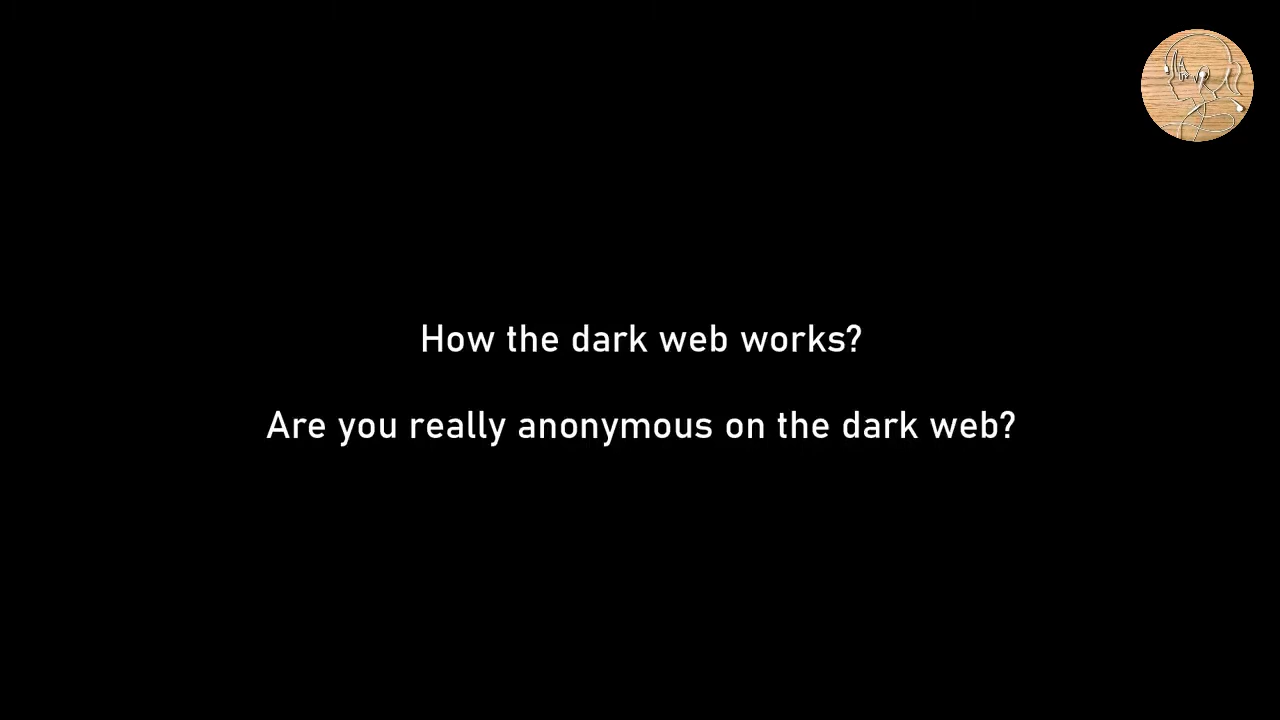 How the dark web works?
Are you really anonymous on the dark web?